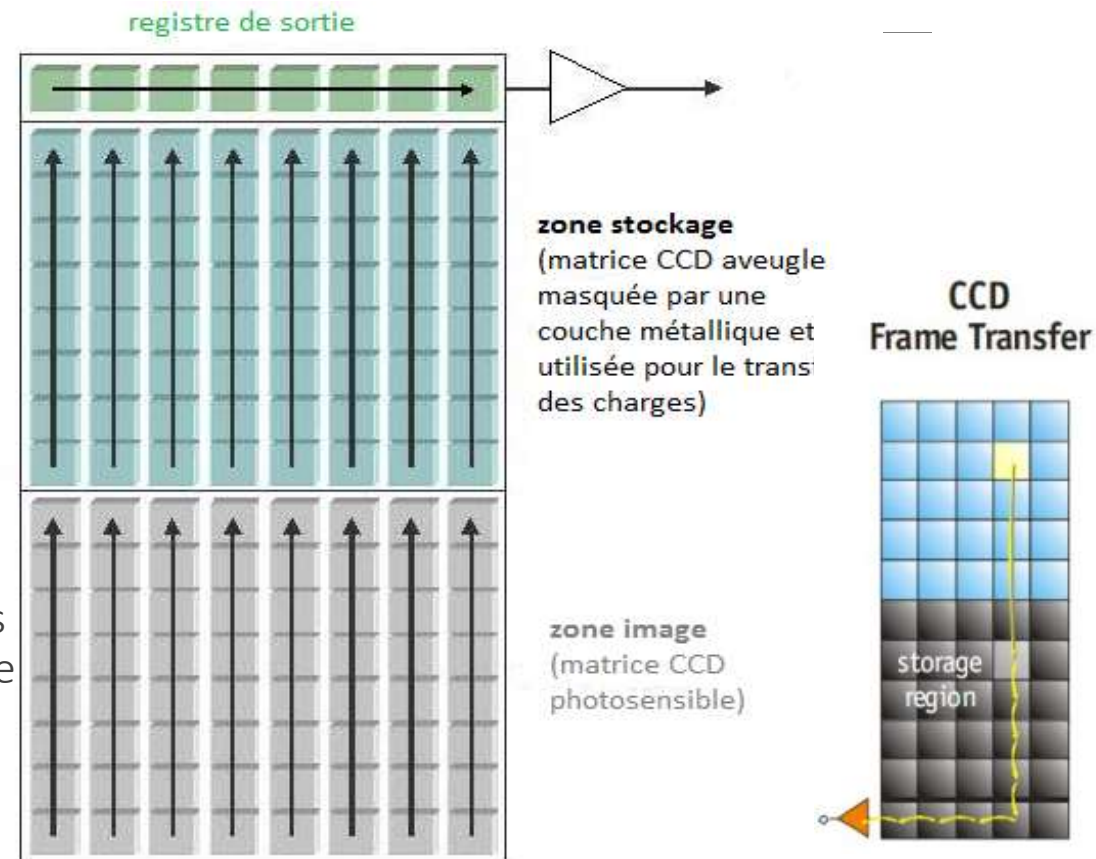 registre de sortie
zone stockage
(matrice CCD aveugle
masquée par une
couche métallique et
utilisée pour le
des charges)
zone image
(matrice CCD
photosensible)
CCD
Frame Transfer
storage
region